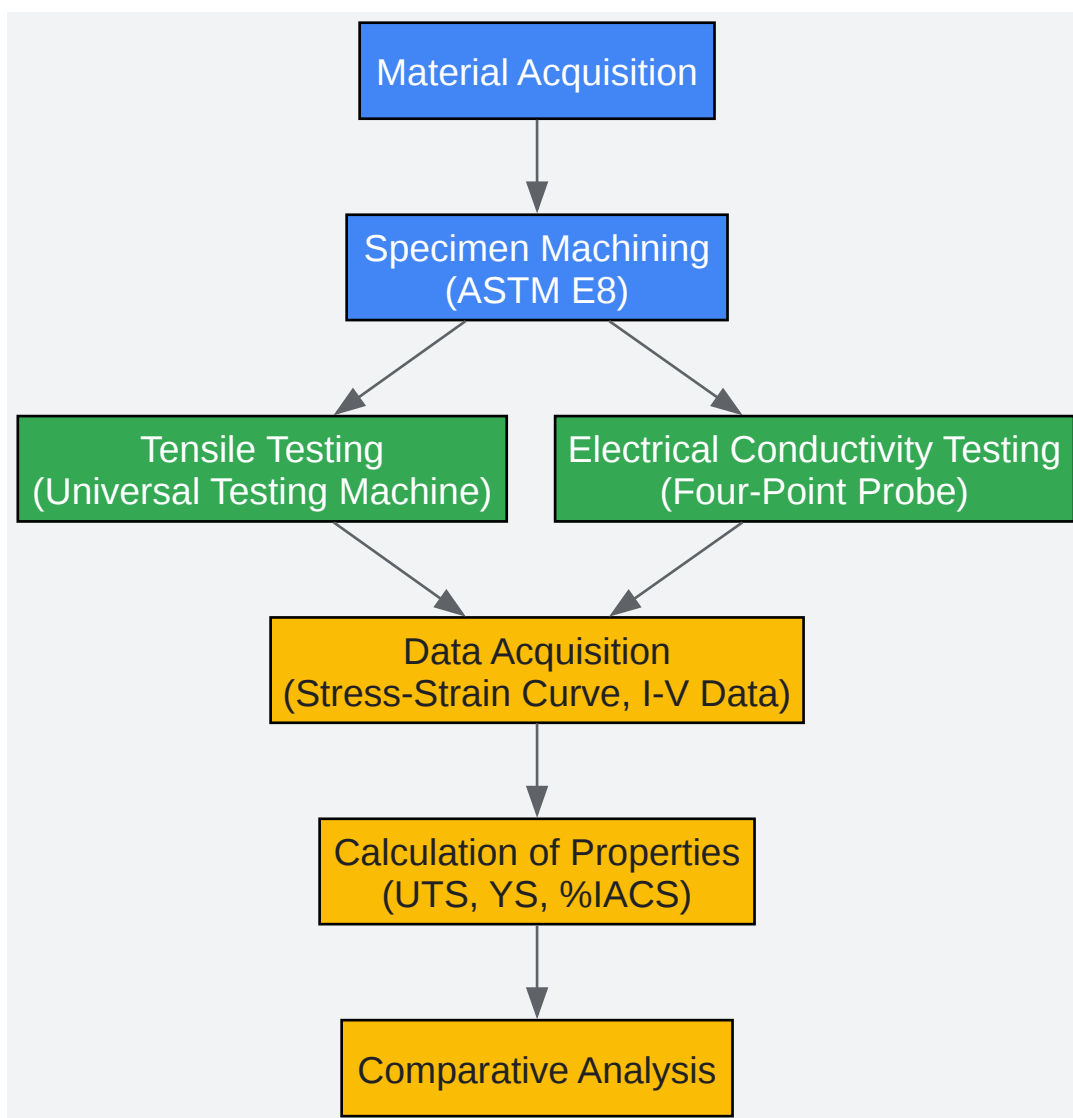 Material Acquisition
Specimen Machining
(ASTM E8)
Tensile Testing
(Universal Testing Machine)
Electrical Conductivity Testing
(Four-Point Probe)
Data Acquisition
(Stress-Strain Curve, I-V Data)
Calculation of Properties
(UTS, YS, %IACS)
Comparative Analysis